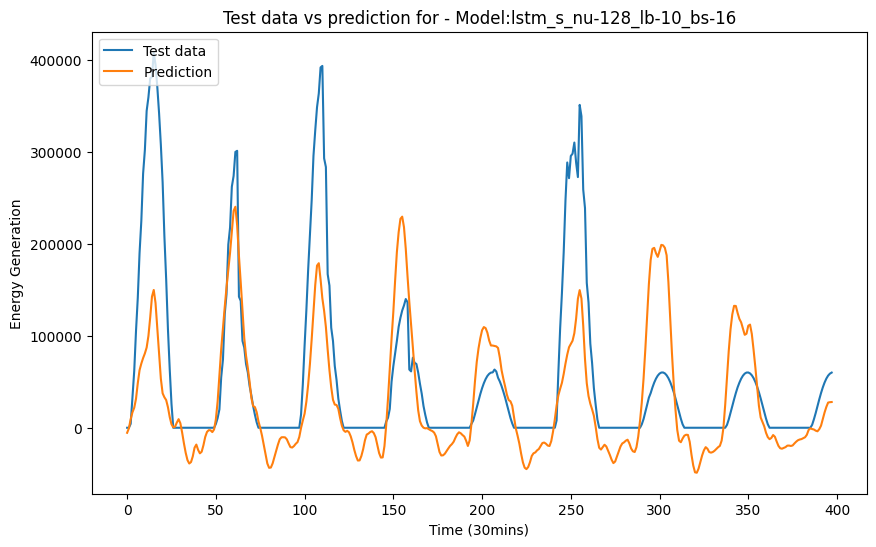 Test data vs prediction for - Model:lstm_s_nu-128_lb-10_bs-16
Test data
Prediction
400000
300000
200000
100000
0
Energy Generation
0 50 100 150 200 250 300 350 400
Time (30mins)